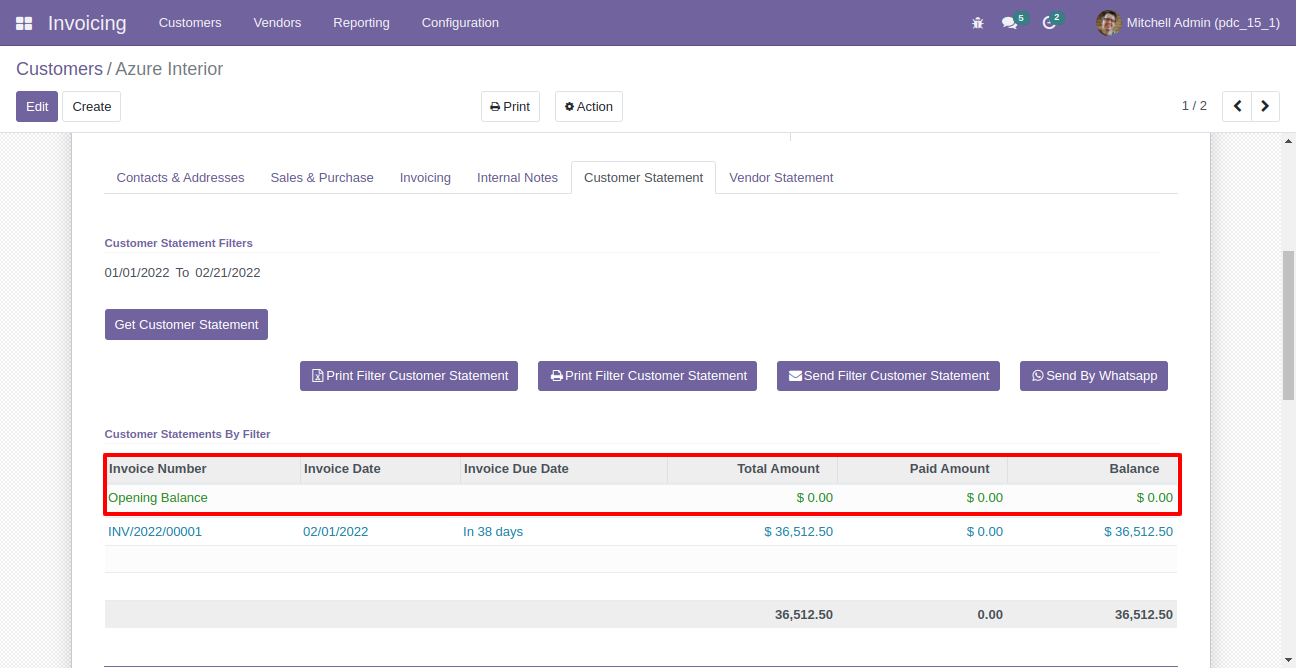 Invoicing Customers Vendors Reporting Configuration 5 2 Mitchell Admin (pdc_15_1)
Customers / Azure Interior
Edit Create Print Action 1 / 2
Contacts & Addresses Sales & Purchase Invoicing Internal Notes Customer Statement Vendor Statement
Customer Statement Filters
01/01/2022 To 02/21/2022
Get Customer Statement
Print Filter Customer Statement Print Filter Customer Statement Send Filter Customer Statement Send By Whatsapp
Customer Statements By Filter
Invoice Number Invoice Date Invoice Due Date Total Amount Paid Amount Balance
Opening Balance $ 0.00 $ 0.00 $ 0.00
INV/2022/00001 02/01/2022 In 38 days $ 36,512.50 $ 0.00 $ 36,512.50
36,512.50 0.00 36,512.50